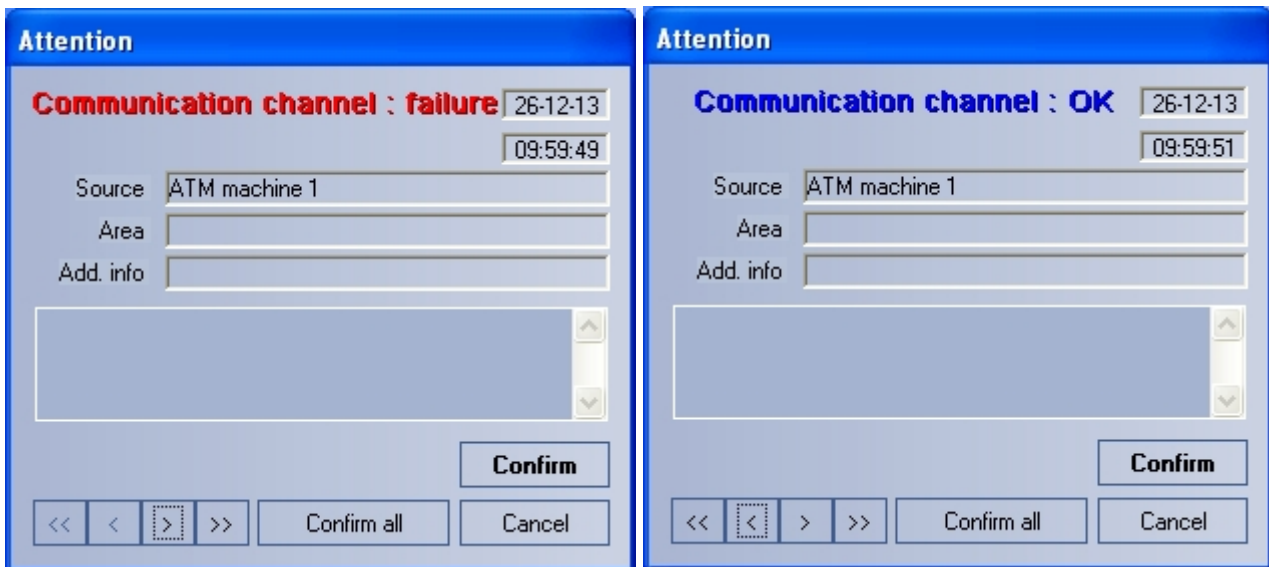 Attention
Communication channel : failure 26-12-13
09:59:49
Source ATM machine 1
Area
Add. info
Confirm
<< < > >> Confirm all Cancel
Attention
Communication channel : OK 26-12-13
09:59:51
Source ATM machine 1
Area
Add. info
Confirm
<< < > >> Confirm all Cancel